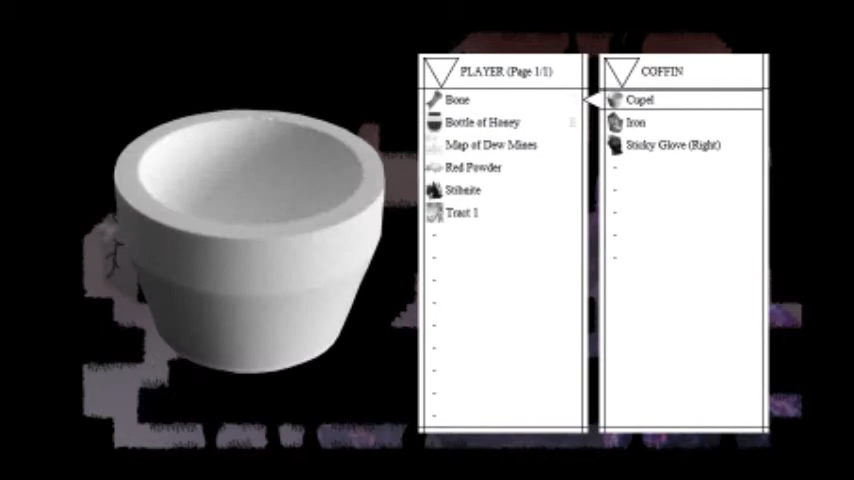 PLAYER (Page 1/1)
Bone
Bottle of Honey E
Map of Dew Mines
Red Powder
Stibnite
Tract 1
-
-
-
-
-
-
-
-
-
COFFIN
Cupel
Iron
Sticky Glove (Right)
-
-
-
-
-